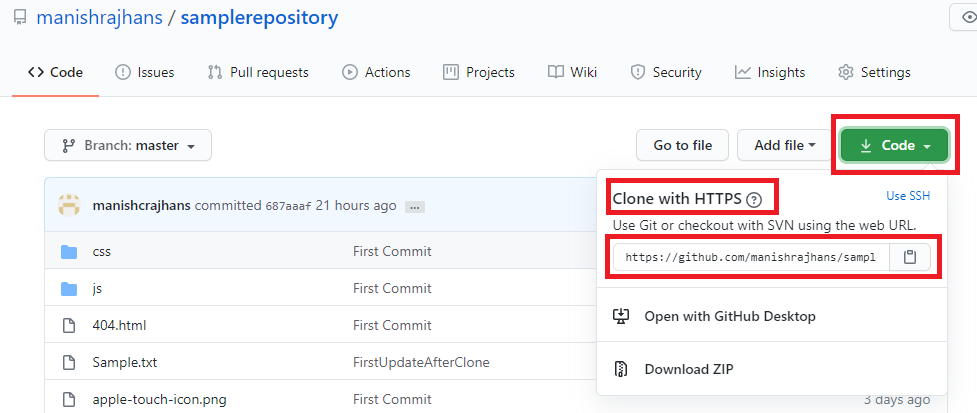 manishrajhans / samplerepository
Code Issues Pull requests Actions Projects Wiki Security Insights Settings
Branch: master Go to file Add file Code
manishcrajhans committed 687aaaf 21 hours ago ...
Clone with HTTPS ? Use SSH
Use Git or checkout with SVN using the web URL.
https://github.com/manishrajhans/sampl
Open with GitHub Desktop
Download ZIP
css First Commit
js First Commit
404.html First Commit
Sample.txt FirstUpdateAfterClone
apple-touch-icon.png First Commit 3 days ago